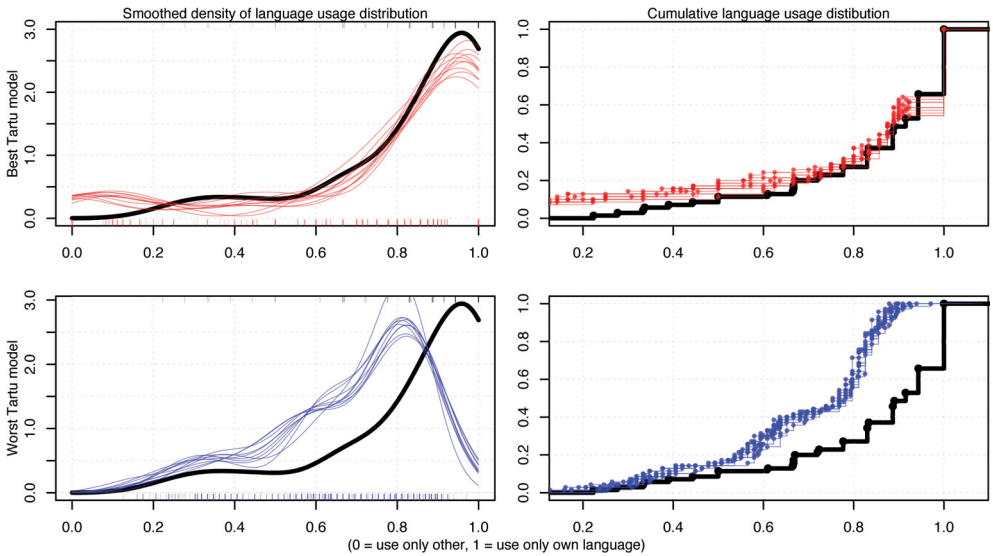 Smoothed density of language usage distribution
Cumulative language usage distibution
Best Tartu model
3.0
2.0
1.0
0.0
0.0 0.2 0.4 0.6 0.8 1.0
1.0
0.8
0.6
0.4
0.2
0.0
0.2 0.4 0.6 0.8 1.0
Worst Tartu model
3.0
2.0
1.0
0.0
0.0 0.2 0.4 0.6 0.8 1.0
1.0
0.8
0.6
0.4
0.2
0.0
0.2 0.4 0.6 0.8 1.0
(0 = use only other, 1 = use only own language)